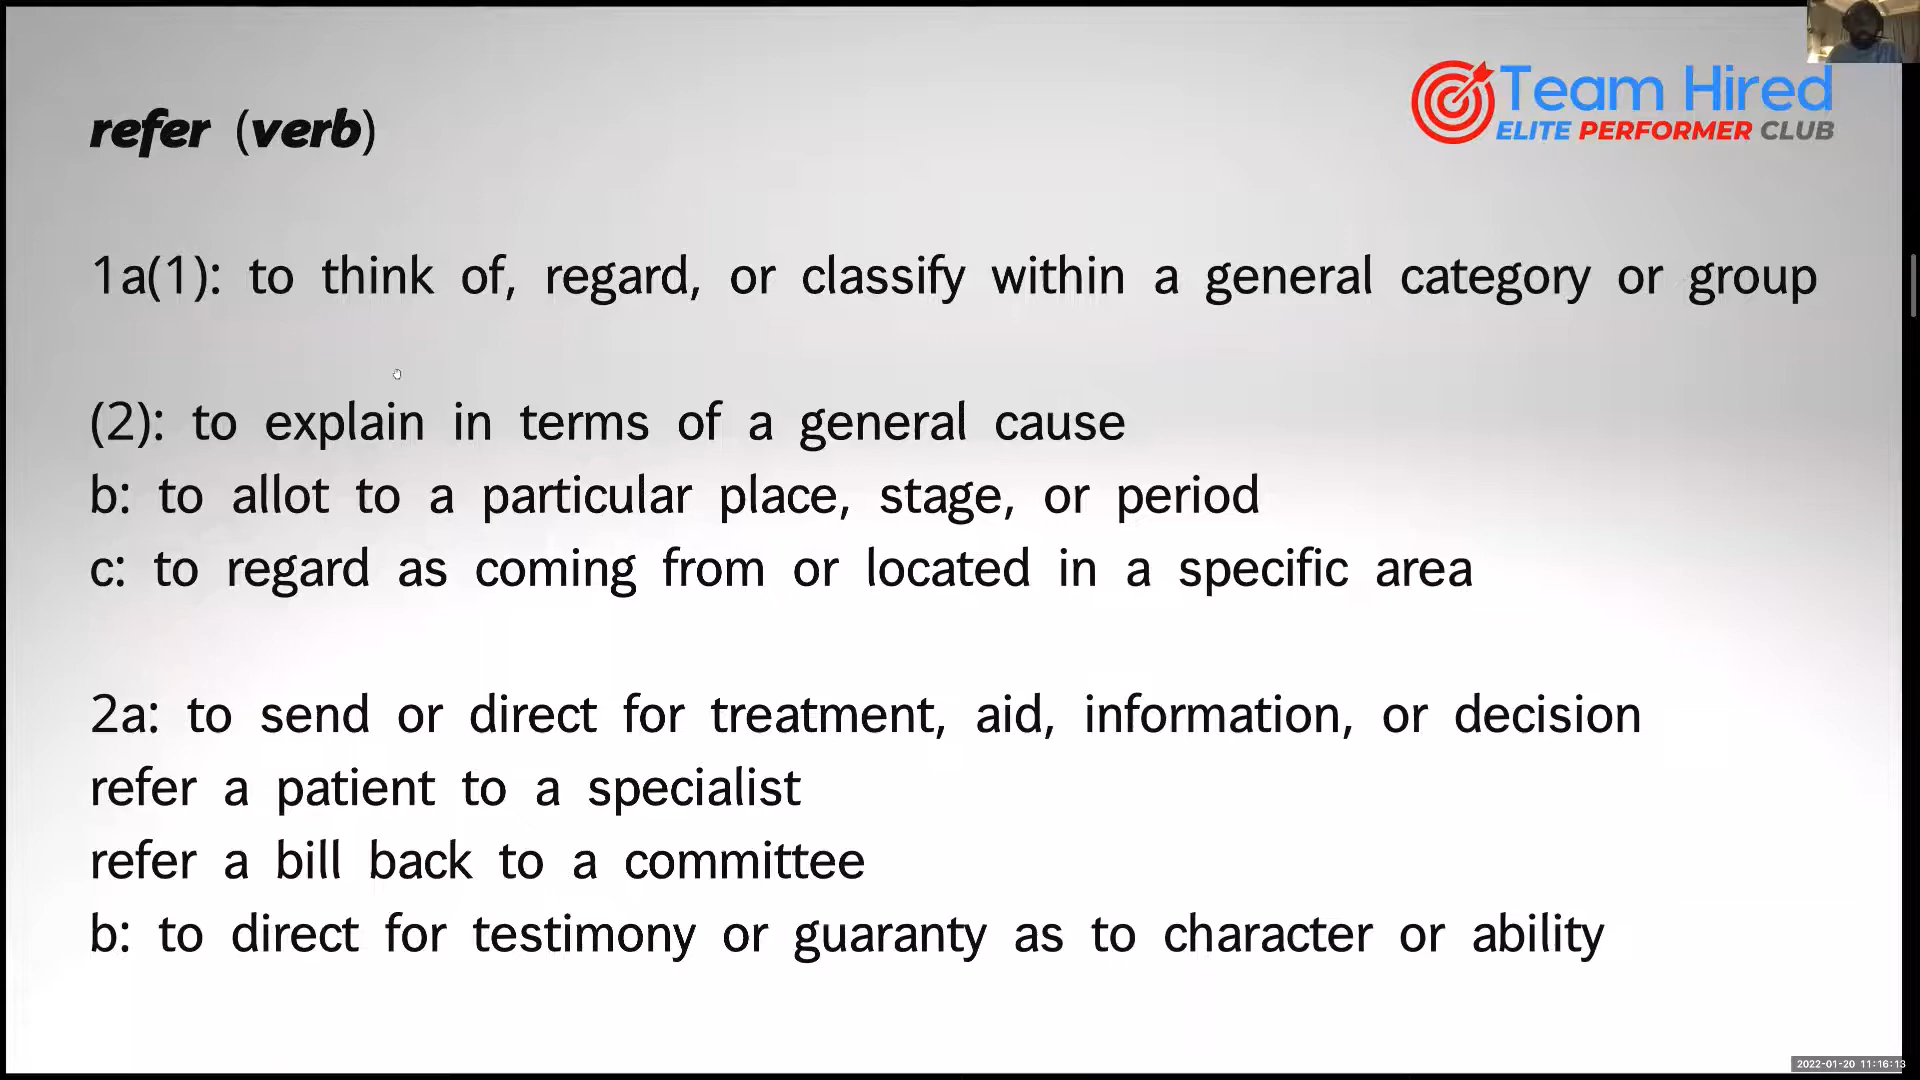 Team Hired
ELITE PERFORMER CLUB
refer (verb)
1a(1): to think of, regard, or classify within a general category or group
(2): to explain in terms of a general cause
b: to allot to a particular place, stage, or period
c: to regard as coming from or located in a specific area
2a: to send or direct for treatment, aid, information, or decision
refer a patient to a specialist
refer a bill back to a committee
b: to direct for testimony or guaranty as to character or ability
2022-01-20 11:16:13